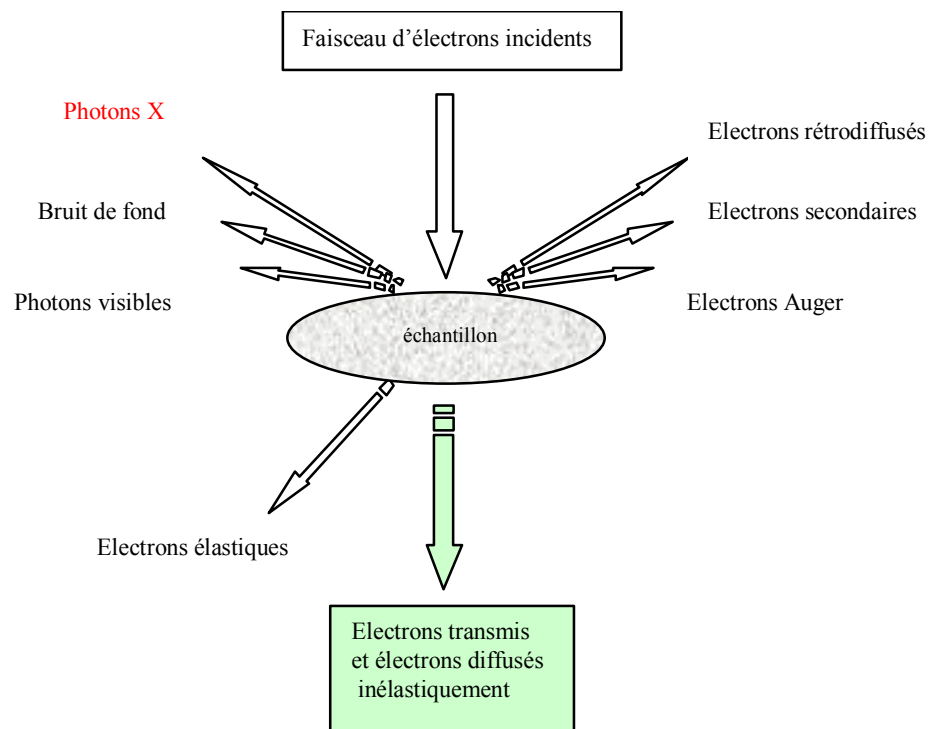 Faisceau d'électrons incidents
Photons X
Electrons rétrodiffusés
Bruit de fond
Electrons secondaires
Photons visibles
Electrons Auger
échantillon
Electrons élastiques
Electrons transmis
et électrons diffusés
inélastiquement